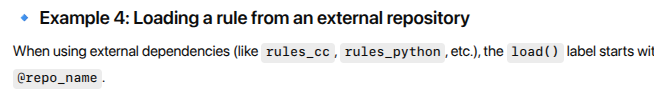 Example 4: Loading a rule from an external repository
When using external dependencies (like rules_cc, rules_python, etc.), the load() label starts
@repo_name.